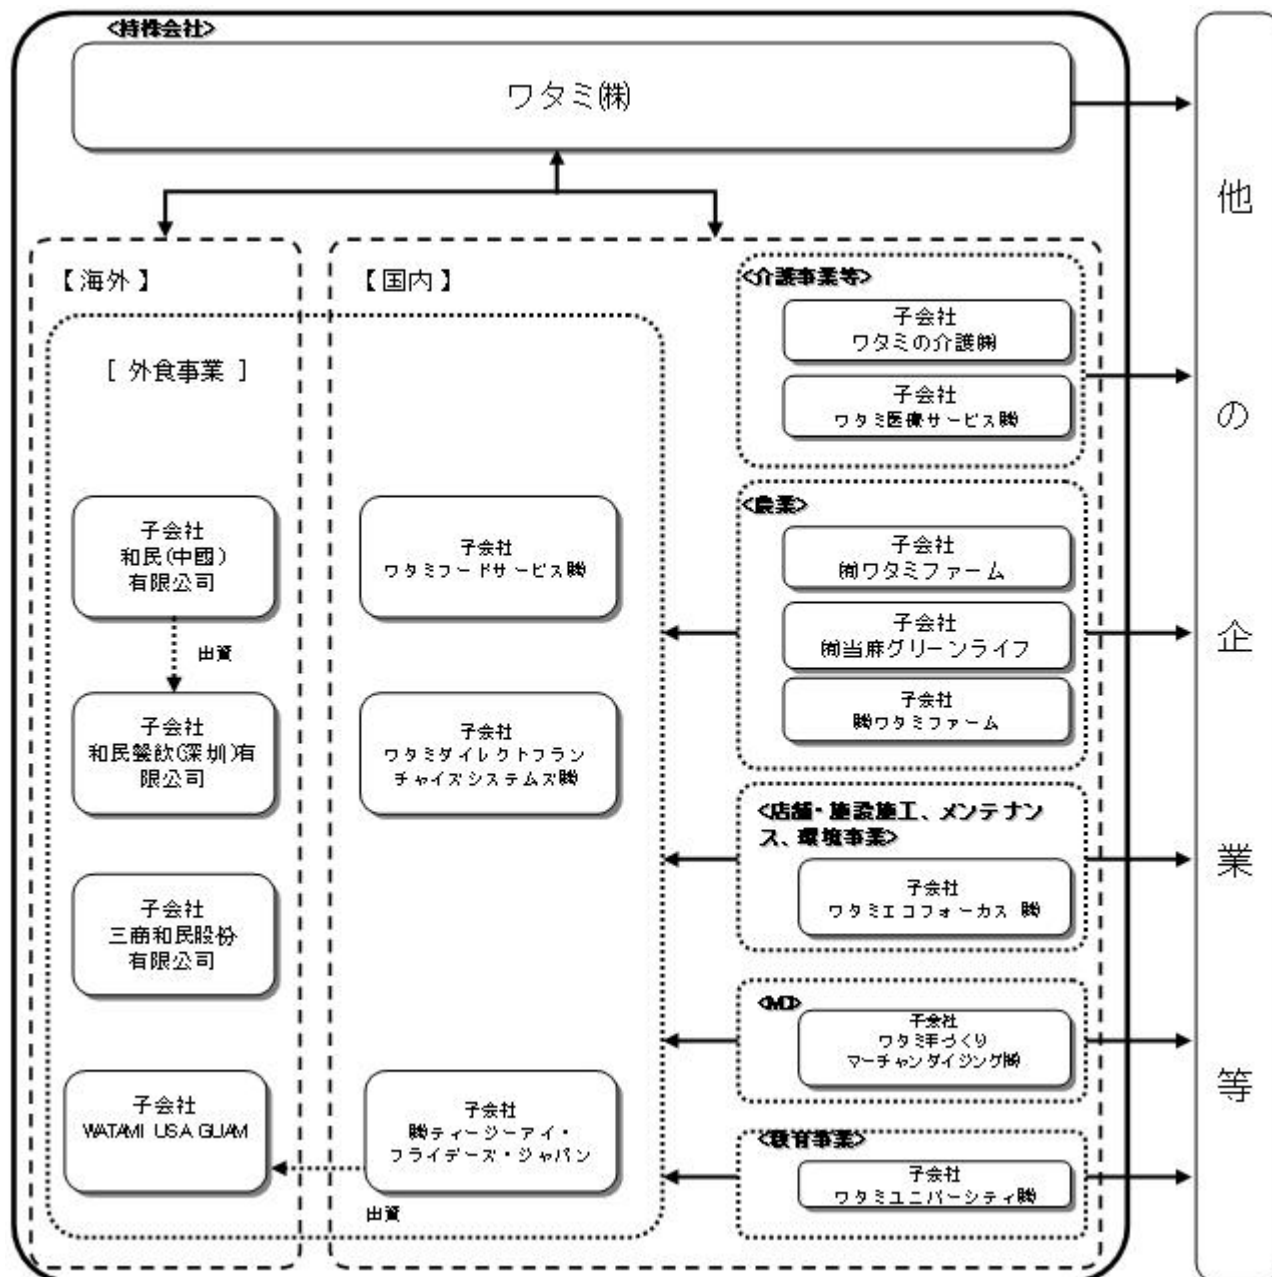 <持株会社>
ワタミ㈱
【海外】
[ 外食事業 ]
子会社
和民(中國)
有限公司
出資
子会社
和民餐飲(深圳)有
限公司
子会社
三商和民股份
有限公司
子会社
WATAMI USA GUAM
【国内】
子会社
ワタミフードサービス㈱
子会社
ワタミダイレクトフラン
チャイズシステムズ㈱
子会社
㈱ティージーアイ・
フライデーズ・ジャパン
出資
<介護事業等>
子会社
ワタミの介護㈱
子会社
ワタミ医療サービス㈱
<農業>
子会社
㈲ワタミファーム
子会社
㈲当麻グリーンライフ
子会社
㈱ワタミファーム
<店舗・施設施工、メンテナン
ス、環境事業>
子会社
ワタミエコフォーカス ㈱
<MD>
子会社
ワタミ手づくり
マーチャンダイジング㈱
<教育事業>
子会社
ワタミユニバーシティ㈱
他
の
企
業
等